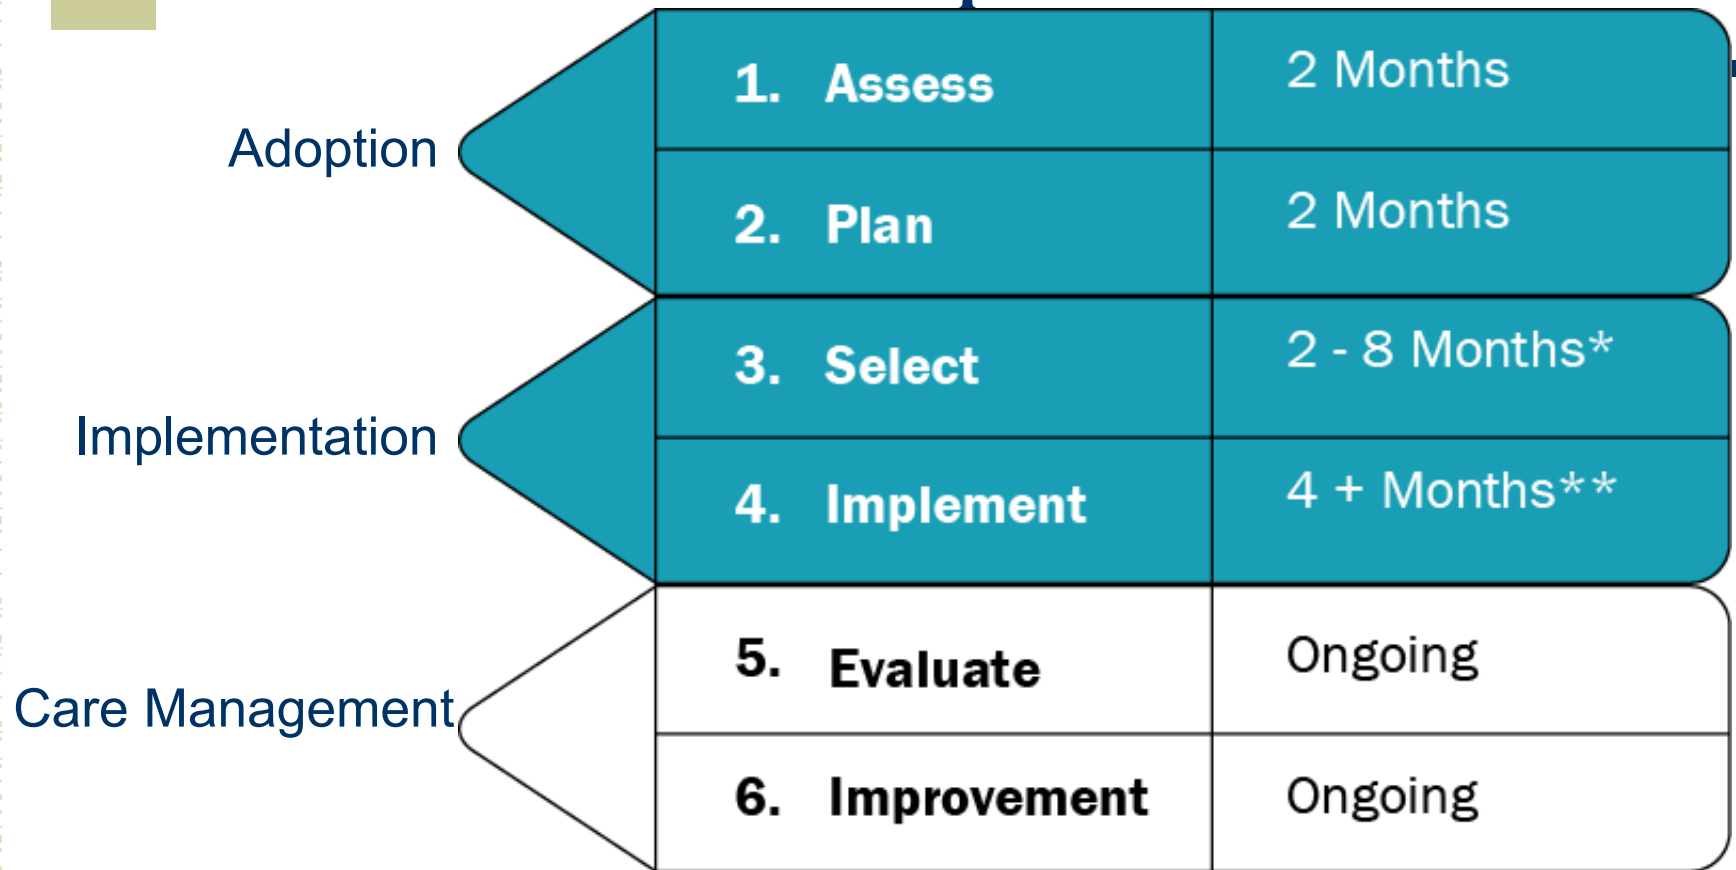 Adoption
1. Assess 2 Months
2. Plan 2 Months
Implementation
3. Select 2 - 8 Months*
4. Implement 4 + Months**
Care Management
5. Evaluate Ongoing
6. Improvement Ongoing